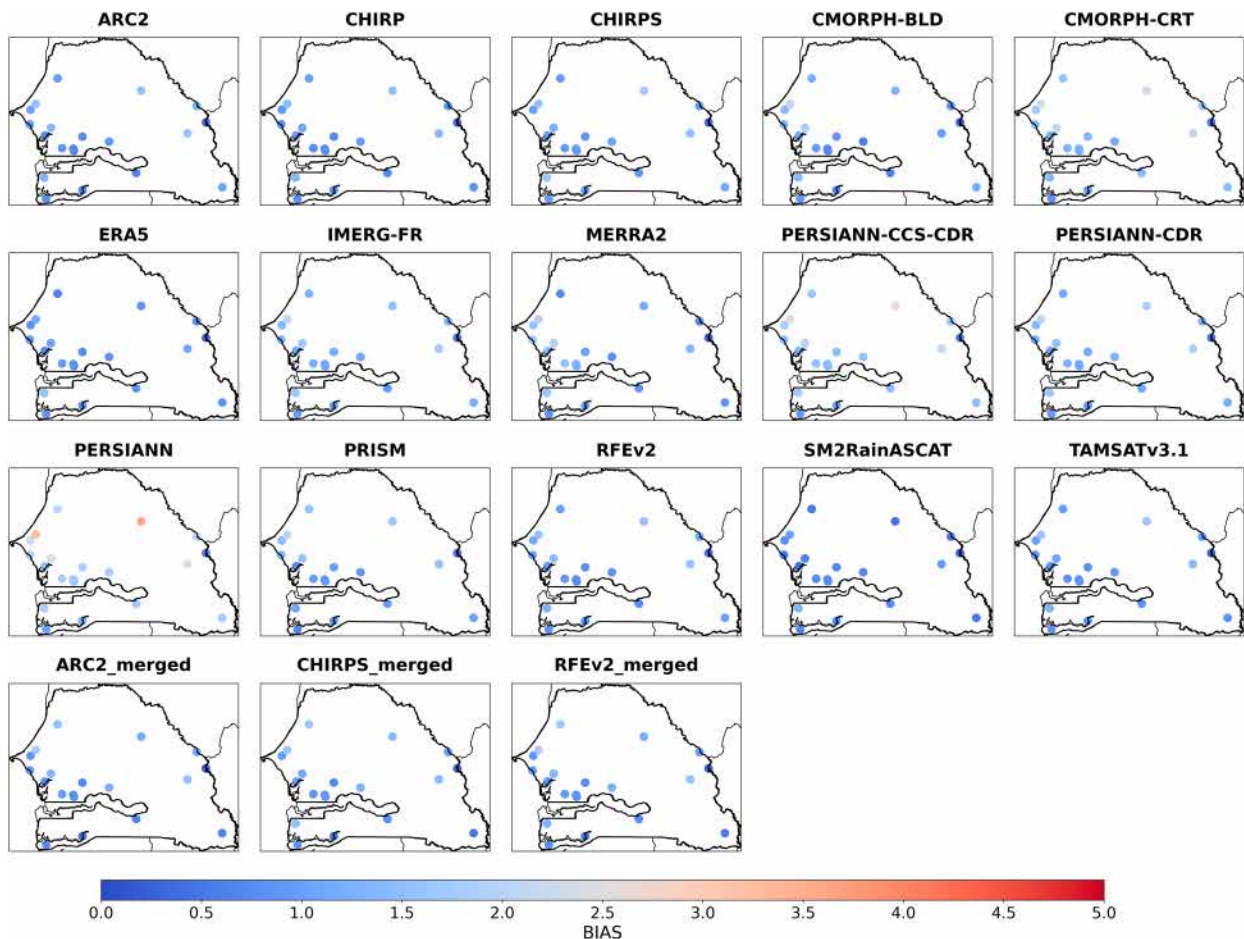 ARC2 CHIRP CHIRPS CMORPH-BLD CMORPH-CRT
ERA5 IMERG-FR MERRA2 PERSIANN-CCS-CDR PERSIANN-CDR
PERSIANN PRISM RFEv2 SM2RainASCAT TAMSATv3.1
ARC2_merged CHIRPS_merged RFEv2_merged
0.0 0.5 1.0 1.5 2.0 2.5 3.0 3.5 4.0 4.5 5.0
BIAS